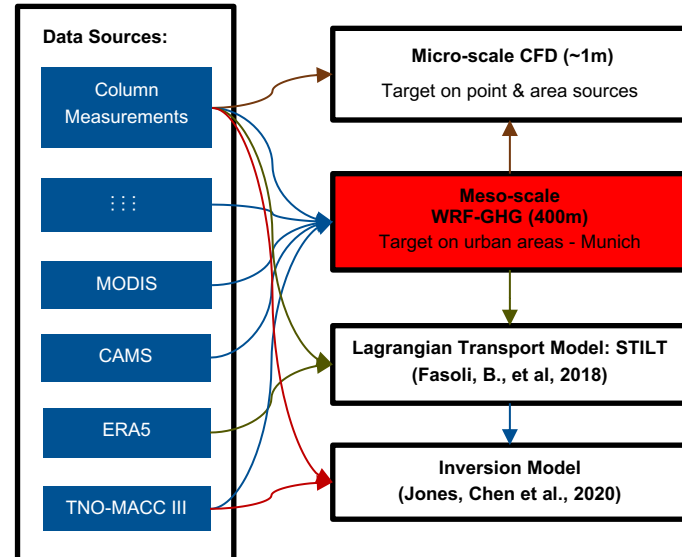 Data Sources:
Column
Measurements
MODIS
CAMS
ERA5
TNO-MACC III
Micro-scale CFD (~1m)
Target on point & area sources
Meso-scale
WRF-GHG (400m)
Target on urban areas - Munich
Lagrangian Transport Model: STILT
(Fasoli, B., et al, 2018)
Inversion Model
(Jones, Chen et al., 2020)